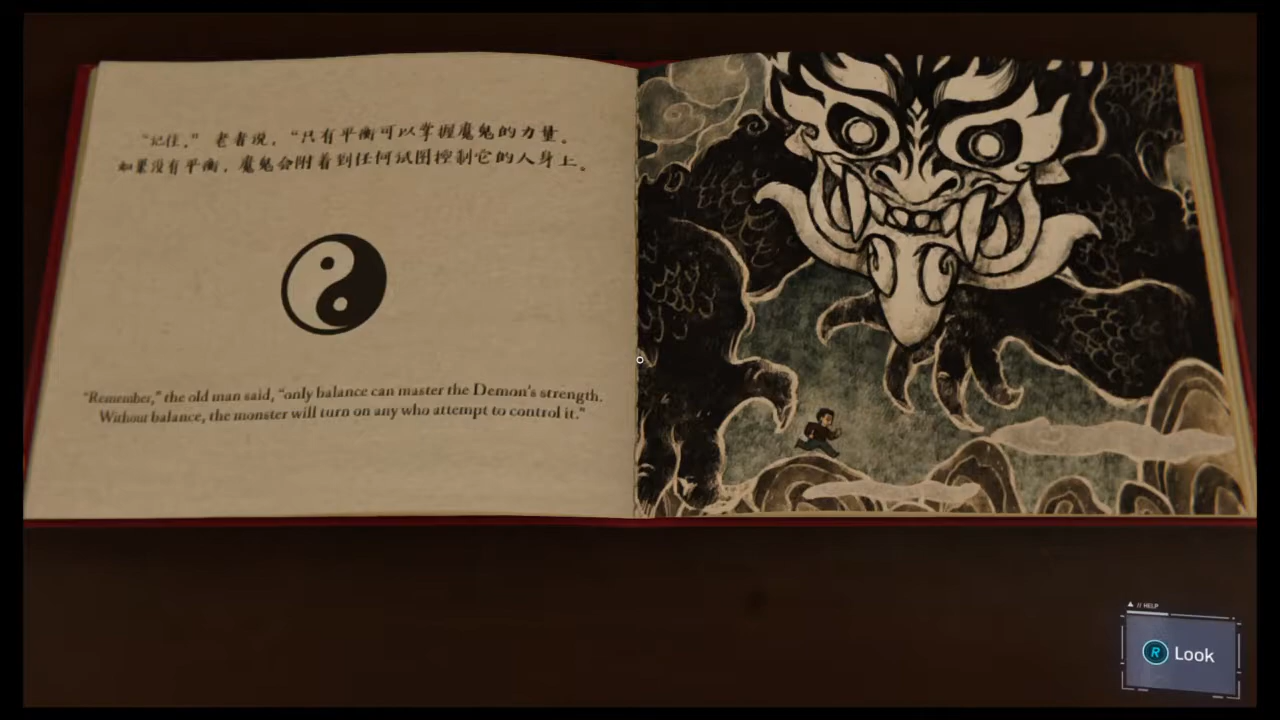 “记住，” 老者说，“只有平衡可以掌握魔鬼的力量。
如果没有平衡，魔鬼会附着到任何试图控制它的人身上。
“Remember,” the old man said, “only balance can master the Demon’s strength.
Without balance, the monster will turn on any who attempt to control it.”
▲ // HELP
R Look